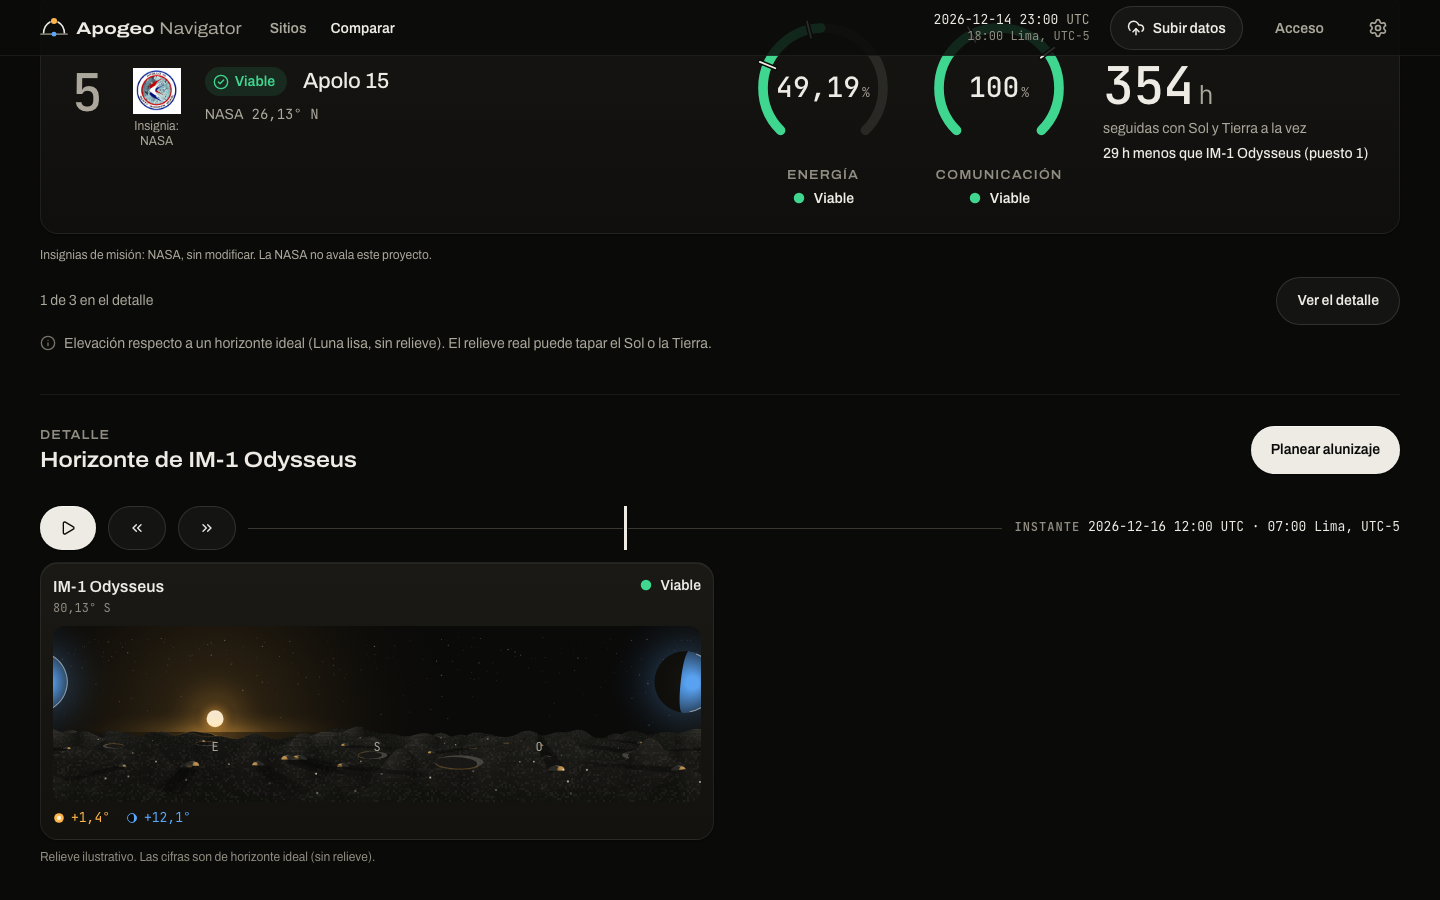 Apogeo Navigator
Sitios
Comparar
2026-12-14 23:00 UTC
18:00 Lima, UTC-5
Subir datos
Acceso
5
Insignia:
NASA
Viable
Apolo 15
NASA 26,13° N
49,19%
ENERGÍA
Viable
100%
COMUNICACIÓN
Viable
354 h
seguidas con Sol y Tierra a la vez
29 h menos que IM-1 Odysseus (puesto 1)
Insignias de misión: NASA, sin modificar. La NASA no avala este proyecto.
1 de 3 en el detalle
Ver el detalle
Elevación respecto a un horizonte ideal (Luna lisa, sin relieve). El relieve real puede tapar el Sol o la Tierra.
DETALLE
Horizonte de IM-1 Odysseus
Planear alunizaje
INSTANTE 2026-12-16 12:00 UTC · 07:00 Lima, UTC-5
IM-1 Odysseus
Viable
80,13° S
E
S
O
+1,4°
+12,1°
Relieve ilustrativo. Las cifras son de horizonte ideal (sin relieve).